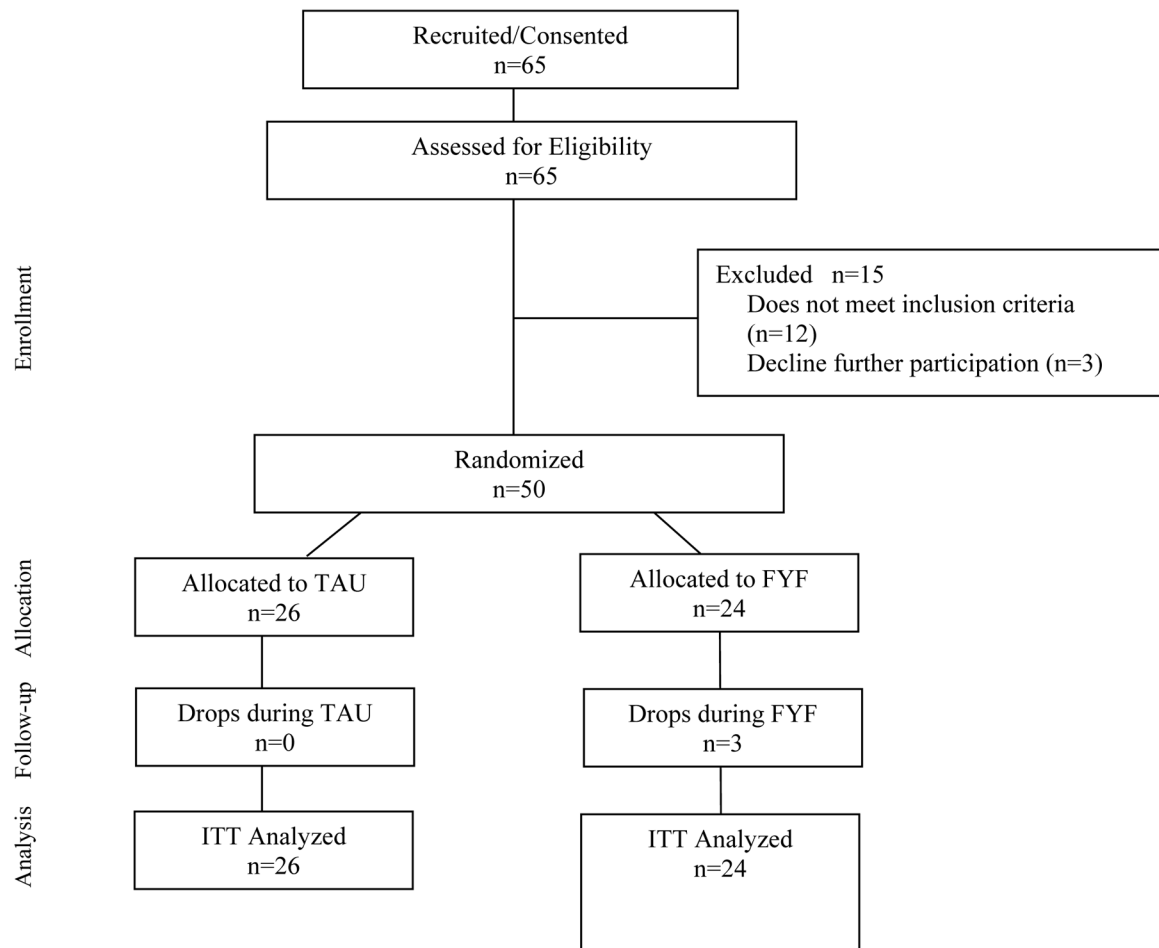 Recruited/Consented
n=65
Assessed for Eligibility
n=65
Enrollment
Excluded n=15
Does not meet inclusion criteria
(n=12)
Decline further participation (n=3)
Randomized
n=50
Allocation
Allocated to TAU
n=26
Allocated to FYF
n=24
Follow-up
Drops during TAU
n=0
Drops during FYF
n=3
Analysis
ITT Analyzed
n=26
ITT Analyzed
n=24